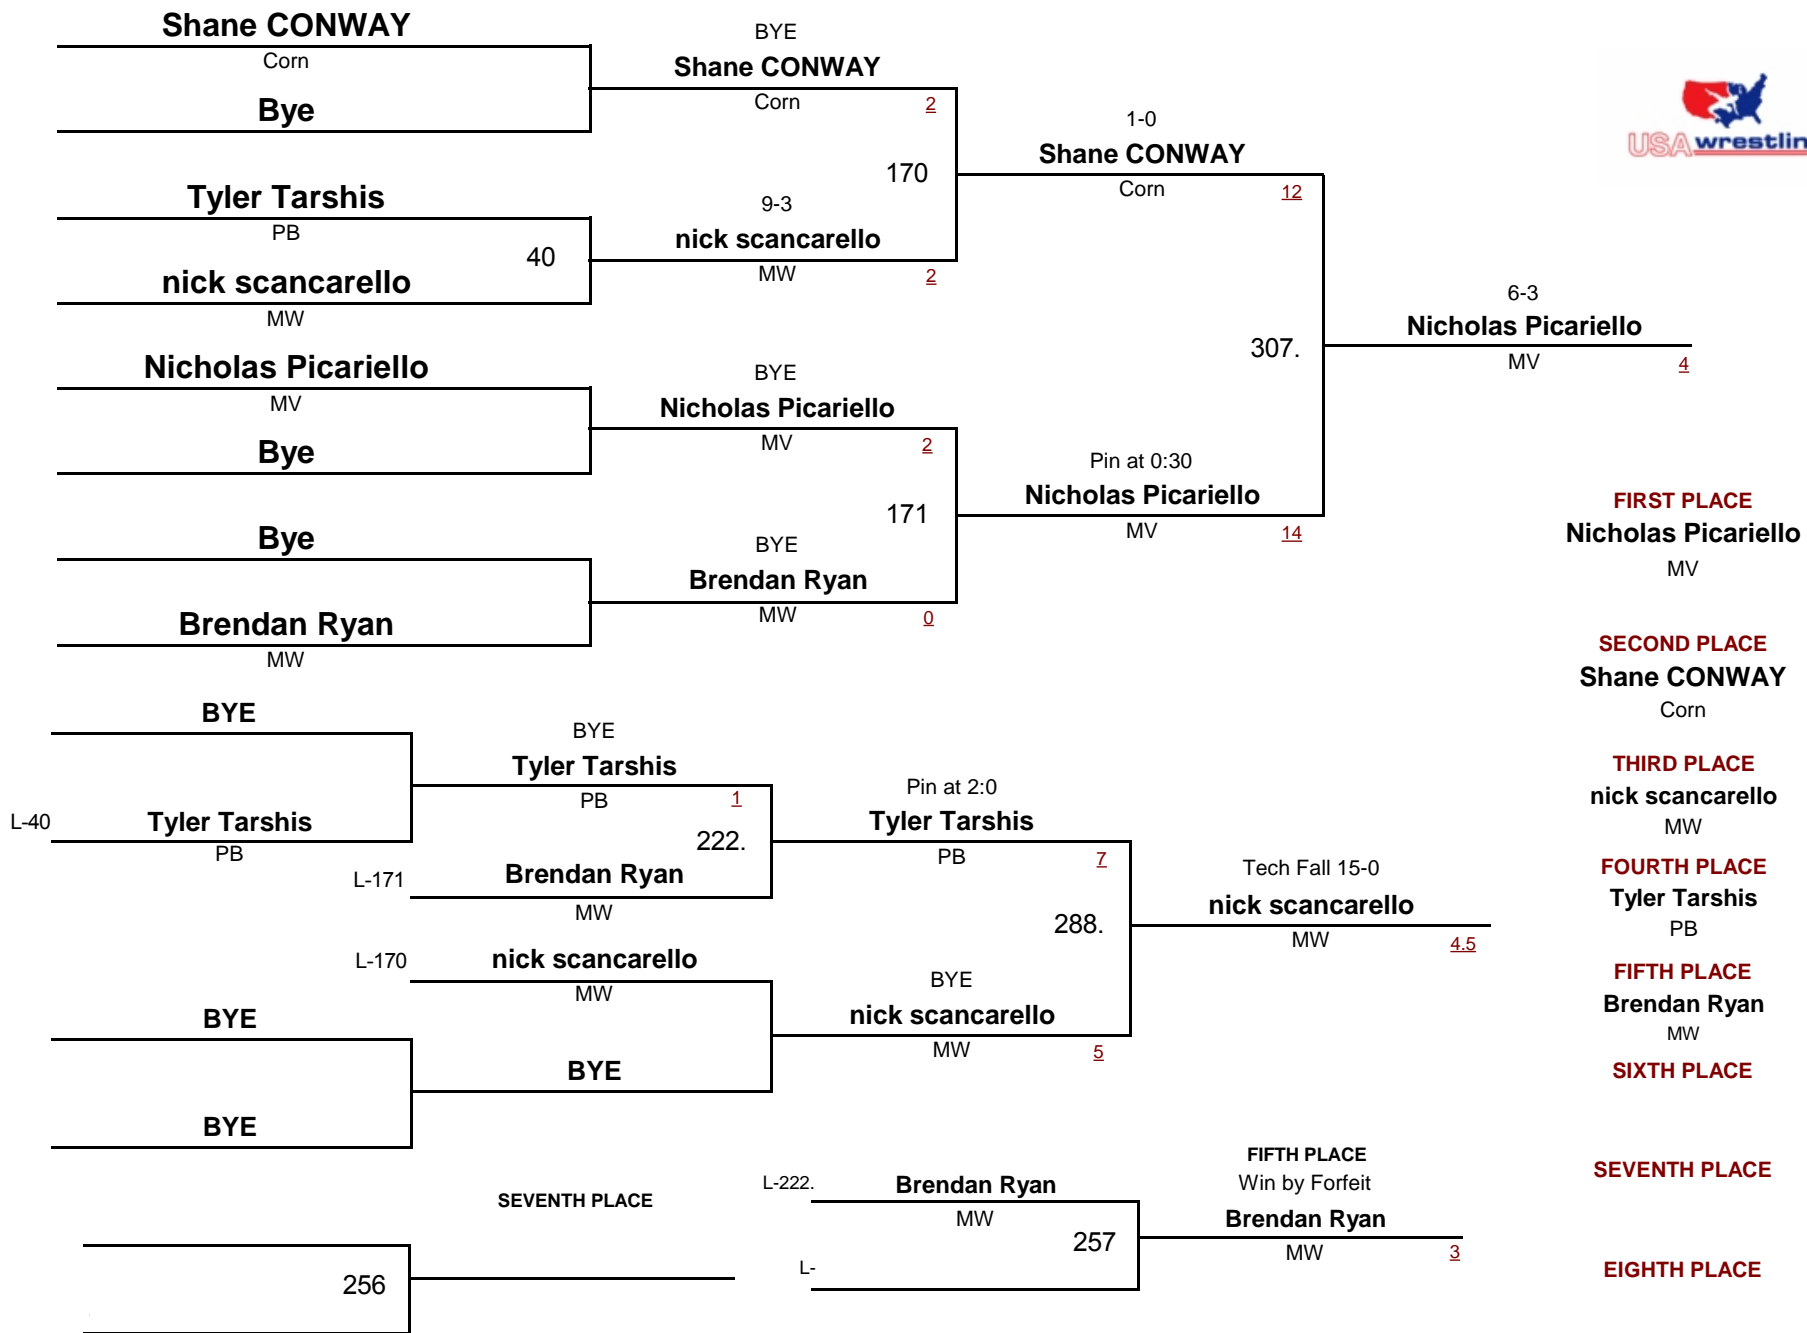 Shane CONWAY
Corn
Bye
Tyler Tarshis
PB
40
nick scancarello
MW
Nicholas Picariello
MV
Bye
Bye
Brendan Ryan
MW
BYE
Shane CONWAY
Corn
2
170
9-3
nick scancarello
MW
2
BYE
Nicholas Picariello
MV
2
171
BYE
Brendan Ryan
MW
0
1-0
Shane CONWAY
Corn
12
307.
Pin at 0:30
Nicholas Picariello
MV
14
6-3
Nicholas Picariello
MV
4
USA wrestlin
FIRST PLACE
Nicholas Picariello
MV
SECOND PLACE
Shane CONWAY
Corn
THIRD PLACE
nick scancarello
MW
FOURTH PLACE
Tyler Tarshis
PB
FIFTH PLACE
Brendan Ryan
MW
SIXTH PLACE
SEVENTH PLACE
EIGHTH PLACE
BYE
L-40
Tyler Tarshis
PB
BYE
Tyler Tarshis
PB
1
222.
L-171
Brendan Ryan
MW
L-170
nick scancarello
MW
BYE
BYE
BYE
Pin at 2:0
Tyler Tarshis
PB
7
288.
BYE
nick scancarello
MW
5
Tech Fall 15-0
nick scancarello
MW
4.5
SEVENTH PLACE
256
L-222.
Brendan Ryan
MW
257
L-
FIFTH PLACE
Win by Forfeit
Brendan Ryan
MW
3